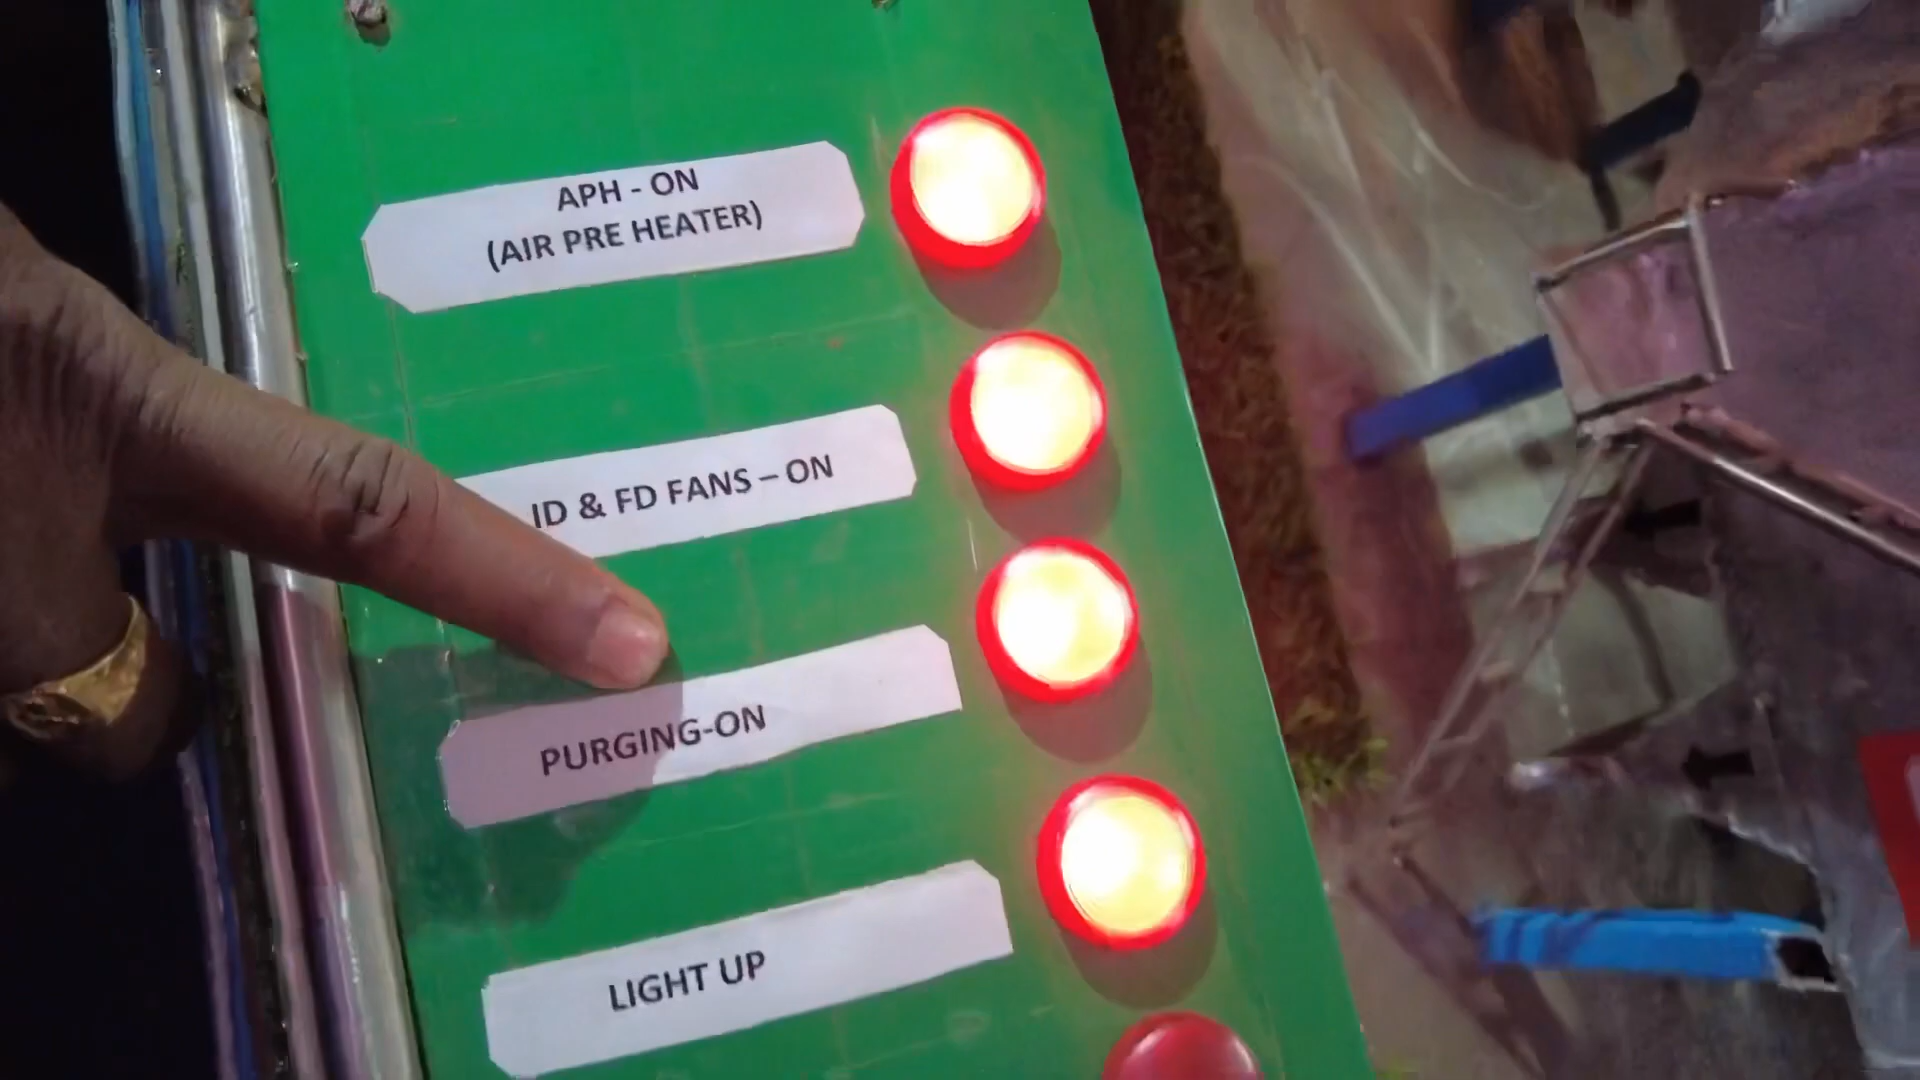 APH - ON
(AIR PRE HEATER)
ID & FD FANS – ON
PURGING-ON
LIGHT UP